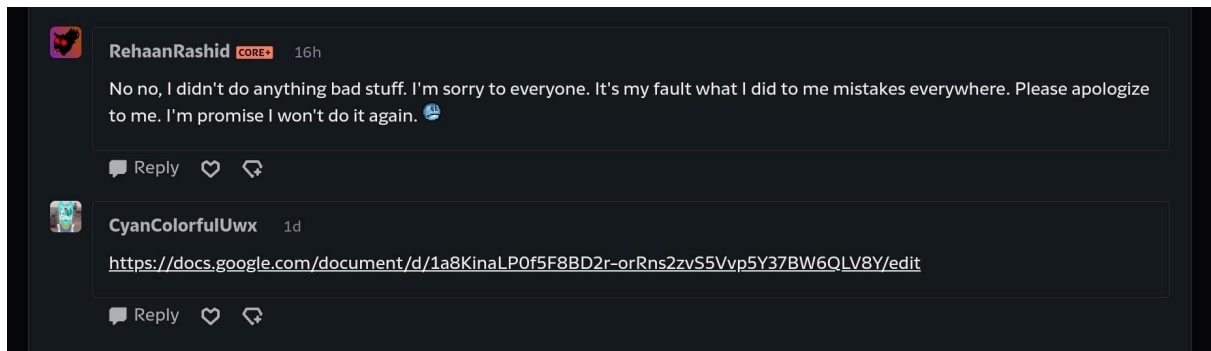 RehaanRashid CORE+ 16h
No no, I didn't do anything bad stuff. I'm sorry to everyone. It's my fault what I did to me mistakes everywhere. Please apologize
to me. I'm promise I won't do it again.
Reply
CyanColorfulUwx 1d
https://docs.google.com/document/d/1a8KinaLP0f5F8BD2r-orRns2zvS5Vvp5Y37BW6QLV8Y/edit
Reply